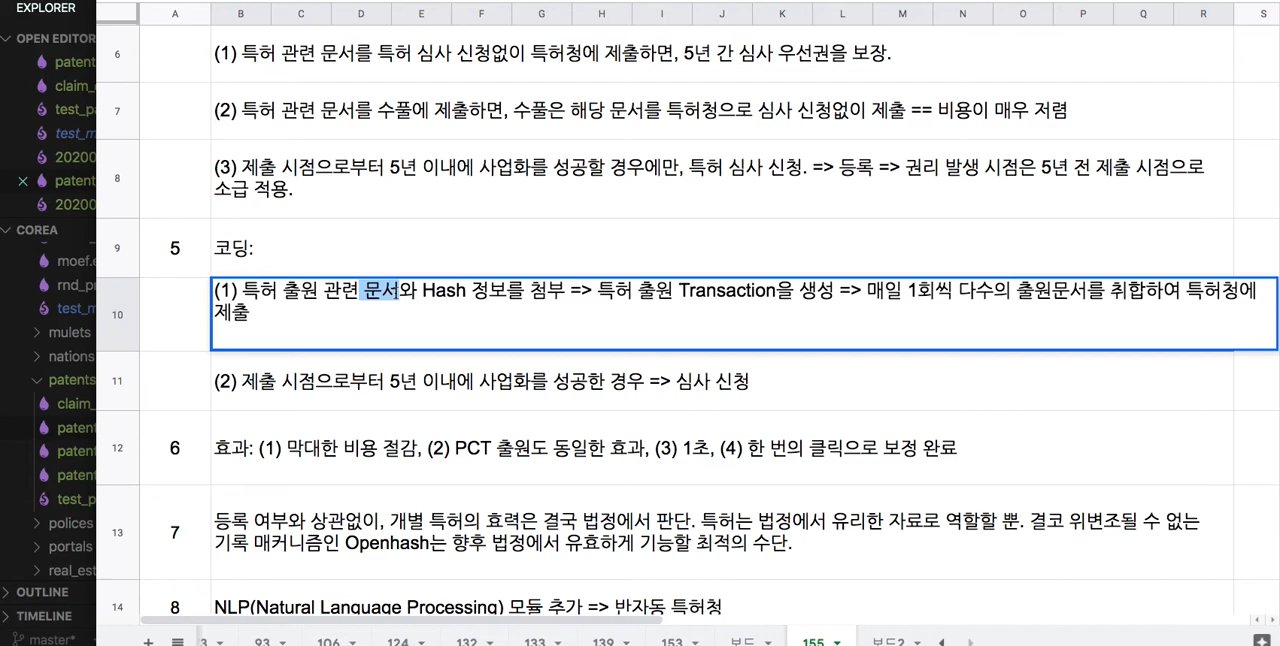 EXPLORER
A B C D E F G H I J K L M N O P Q R S
OPEN EDITOR
6 (1) 특허 관련 문서를 특허 심사 신청없이 특허청에 제출하면, 5년 간 심사 우선권을 보장.
paten
claim_
test_pa
7 (2) 특허 관련 문서를 수풀에 제출하면, 수풀은 해당 문서를 특허청으로 심사 신청없이 제출 == 비용이 매우 저렴
test_m
20200
8 (3) 제출 시점으로부터 5년 이내에 사업화를 성공할 경우에만, 특허 심사 신청. => 등록 => 권리 발생 시점은 5년 전 제출 시점으로
소급 적용.
paten
20200
COREA
9 5 코딩:
moef.e
rnd_pr
10 (1) 특허 출원 관련 문서와 Hash 정보를 첨부 => 특허 출원 Transaction을 생성 => 매일 1회씩 다수의 출원문서를 취합하여 특허청에
제출
test_m
mulets
nations
11 (2) 제출 시점으로부터 5년 이내에 사업화를 성공한 경우 => 심사 신청
patents
claim_
paten
12 6 효과: (1) 막대한 비용 절감, (2) PCT 출원도 동일한 효과, (3) 1초, (4) 한 번의 클릭으로 보정 완료
paten
paten
test_p
13 7 등록 여부와 상관없이, 개별 특허의 효력은 결국 법정에서 판단. 특허는 법정에서 유리한 자료로 역할할 뿐. 결코 위변조될 수 없는
기록 매커니즘인 Openhash는 향후 법정에서 유효하게 기능할 최적의 수단.
polices
portals
real_est
OUTLINE
14 8 NLP(Natural Language Processing) 모듈 추가 => 반자동 특허청
TIMELINE
master*
3 93 106 124 132 133 139 153 보드 155 보드2